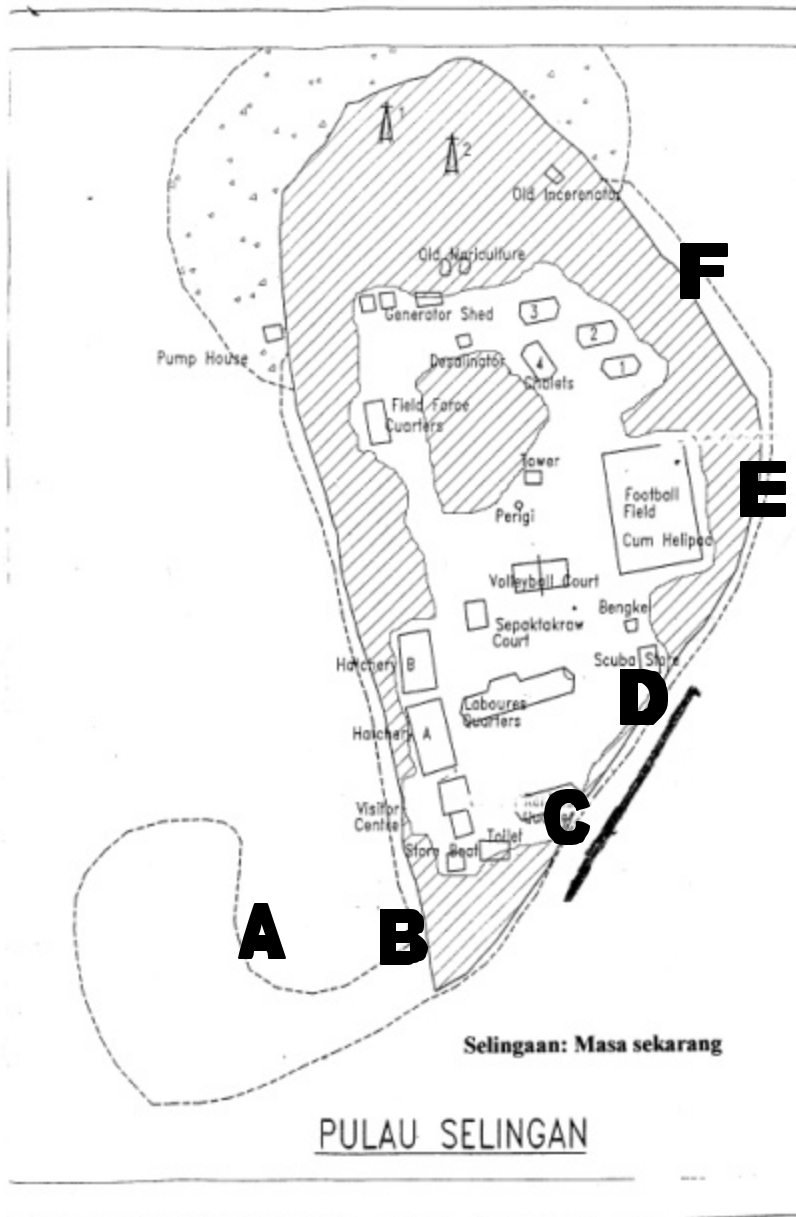 1
2
Old Incerenator
Old Mariculture
F
Generator Shed
3
2
1
4
Chalets
Desalinator
Pump House
Field Force
Quarters
Tower
Perigi
Football
Field
Cum Helipad
E
Volleyball Court
Sepaktakraw
Court
Bengkel
Scuba Store
Hatchery B
D
Laboures
Quarters
Hatchery A
Visitor
Centre
C
Toilet
Store Boat
A
B
Selingaan: Masa sekarang
PULAU SELINGAN